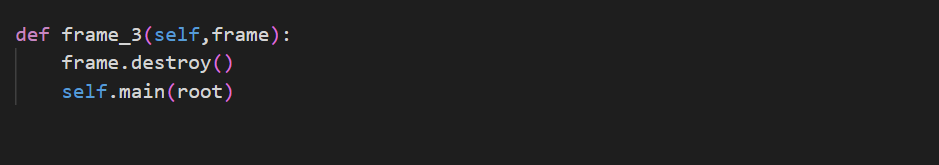 def frame_3(self,frame):
    frame.destroy()
    self.main(root)